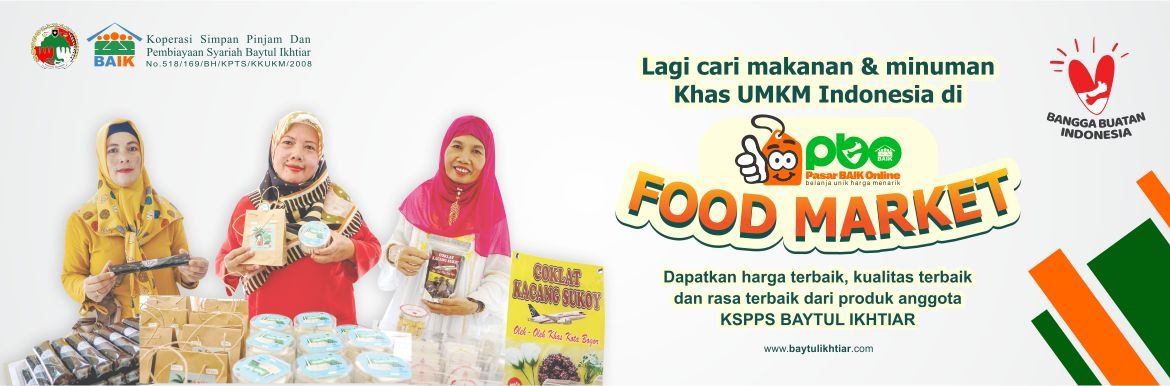 Koperasi Simpan Pinjam Dan
Pembiayaan Syariah Baytul Ikhtiar
No.518/169/BH/KPTS/KKUKM/2008
BAIK
Lagi cari makanan & minuman
Khas UMKM Indonesia di
pbo
BAIK
Pasar BAIK Online
belanja unik harga menarik
FOOD MARKET
Dapatkan harga terbaik, kualitas terbaik
dan rasa terbaik dari produk anggota
KSPPS BAYTUL IKHTIAR
www.baytulikhtiar.com
BANGGA BUATAN
INDONESIA
COKLAT
KACANG SUKOY
COKLAT
KACANG SUKOY
Oleh - Oleh Khas Kota Bogor